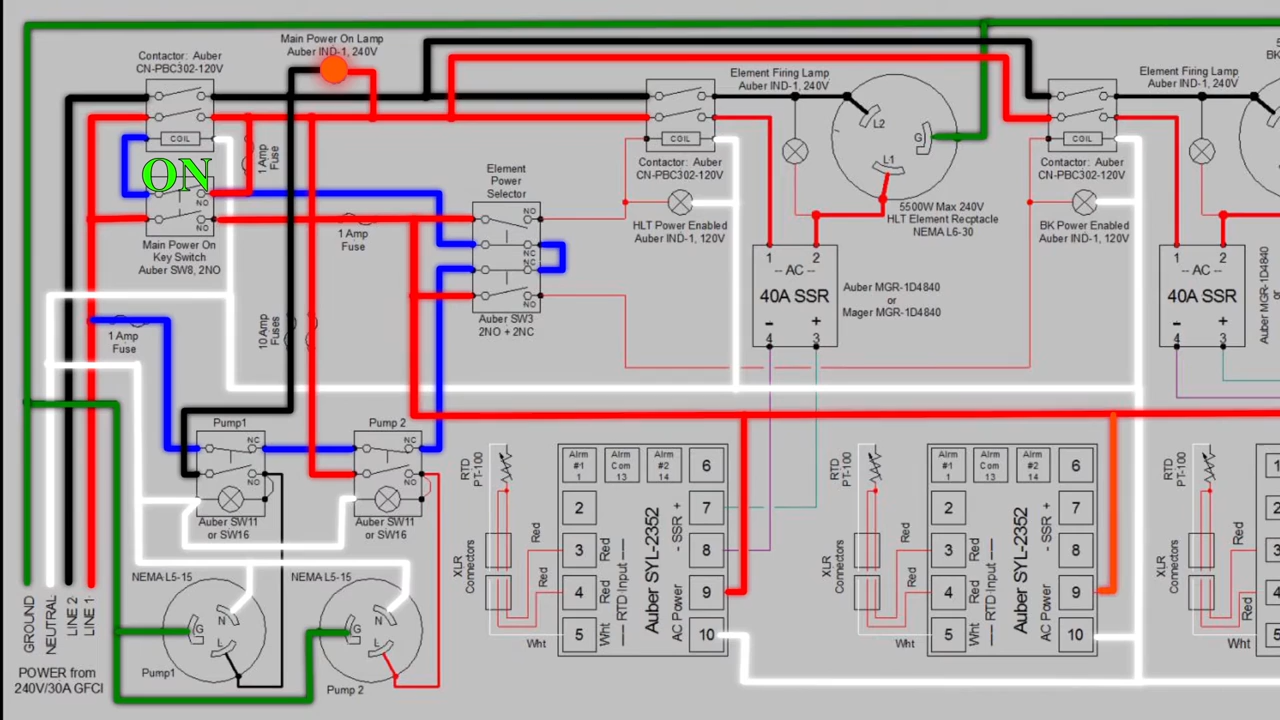 Main Power On Lamp
Auber IND-1, 240V
Contactor: Auber
CN-PBC302-120V
COIL
ON
NO
NO
Main Power On
Key Switch
Auber SW8, 2NO
1 Amp
Fuse
1 Amp
Fuse
1 Amp
Fuse
10 Amp
Fuses
Element
Power
Selector
NO
NC
NC
NO
Auber SW3
2NO + 2NC
COIL
Contactor: Auber
CN-PBC302-120V
HLT Power Enabled
Auber IND-1, 120V
Element Firing Lamp
Auber IND-1, 240V
L2
G
L1
5500W Max 240V
HLT Element Recptacle
NEMA L6-30
1
2
-- AC --
40A SSR
-
+
4
3
Auber MGR-1D4840
or
Mager MGR-1D4840
COIL
Contactor: Auber
CN-PBC302-120V
BK Power Enabled
Auber IND-1, 120V
Element Firing Lamp
Auber IND-1, 240V
5
BK
G
1
2
-- AC --
40A SSR
-
+
4
3
Auber MGR-1D4840
or
Pump1
NC
NO
Auber SW11
or SW16
Pump 2
NC
NO
Auber SW11
or SW16
NEMA L5-15
N
G
L
Pump1
NEMA L5-15
N
G
L
Pump 2
GROUND
NEUTRAL
LINE 2
LINE 1
POWER from
240V/30A GFCI
RTD
PT-100
XLR
Connectors
Red
Red
Wht
Alrm
#1
1
Alrm
Com
13
Alrm
#2
14
6
2
7
3
8
4
9
5
10
Wht Red Red
---- RTD Input ----
Auber SYL-2352
AC Power
- SSR +
RTD
PT-100
XLR
Connectors
Red
Red
Wht
Alrm
#1
1
Alrm
Com
13
Alrm
#2
14
6
2
7
3
8
4
9
5
10
Wht Red Red
---- RTD Input ----
Auber SYL-2352
AC Power
- SSR +
RTD
PT-100
XLR
Connectors
Red
Red
Wht